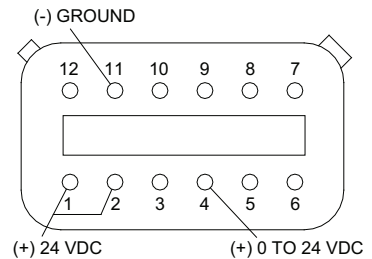 (-) GROUND
12 11 10 9 8 7
1 2 3 4 5 6
(+) 24 VDC (+) 0 TO 24 VDC